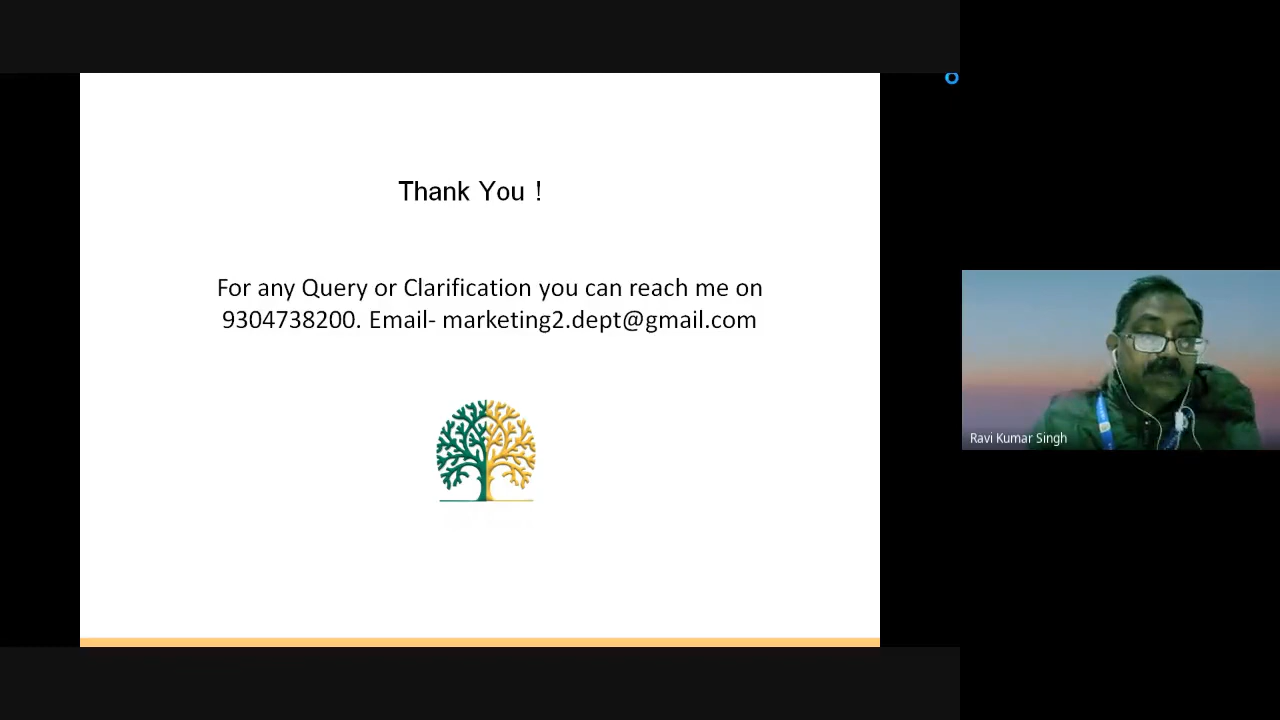 Thank You !
For any Query or Clarification you can reach me on
9304738200. Email- marketing2.dept@gmail.com
Ravi Kumar Singh